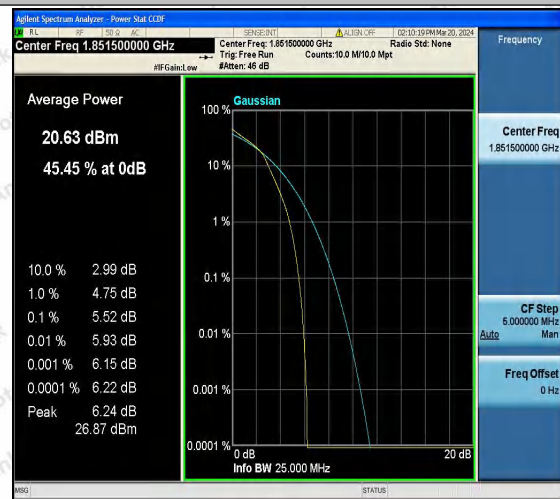 Agilent Spectrum Analyzer - Power Stat CCDF
RL RF 50 Ω AC SENSE:INT ALIGN OFF 02:10:19 PM Mar 20, 2024
Center Freq 1.851500000 GHz
Center Freq: 1.851500000 GHz Radio Std: None
Trig: Free Run Counts:10.0 M/10.0 Mpt
#IFGain:Low #Atten: 46 dB
Frequency
Average Power
20.63 dBm
45.45 % at 0dB
10.0 % 2.99 dB
1.0 % 4.75 dB
0.1 % 5.52 dB
0.01 % 5.93 dB
0.001 % 6.15 dB
0.0001 % 6.22 dB
Peak 6.24 dB
26.87 dBm
Gaussian
100 %
10 %
1 %
0.1 %
0.01 %
0.001 %
0.0001 %
0 dB 20 dB
Info BW 25.000 MHz
Center Freq
1.851500000 GHz
CF Step
5.000000 MHz
Auto Man
Freq Offset
0 Hz
MSG STATUS